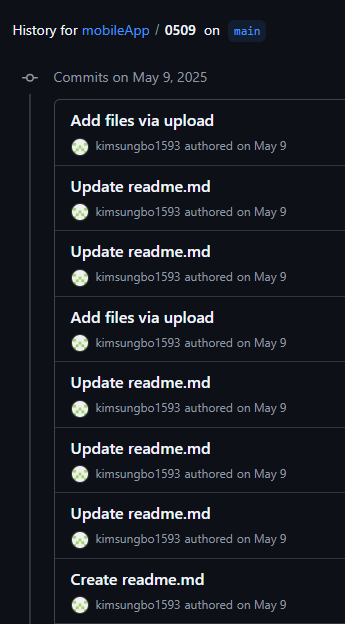 History for mobileApp / 0509 on main
Commits on May 9, 2025
Add files via upload
kimsungbo1593 authored on May 9
Update readme.md
kimsungbo1593 authored on May 9
Update readme.md
kimsungbo1593 authored on May 9
Add files via upload
kimsungbo1593 authored on May 9
Update readme.md
kimsungbo1593 authored on May 9
Update readme.md
kimsungbo1593 authored on May 9
Update readme.md
kimsungbo1593 authored on May 9
Create readme.md
kimsungbo1593 authored on May 9